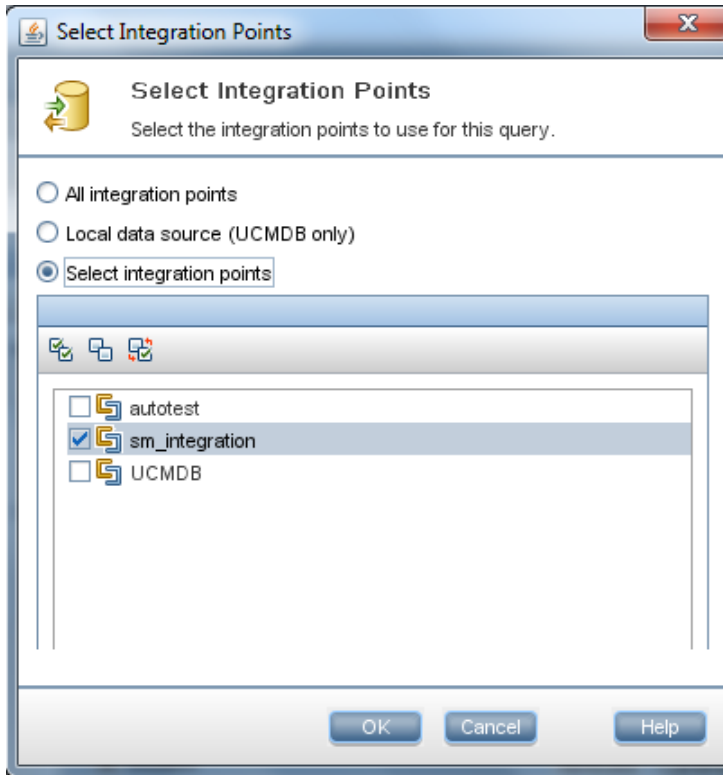 Select Integration Points
Select Integration Points
Select the integration points to use for this query.
All integration points
Local data source (UCMDB only)
Select integration points
autotest
sm_integration
UCMDB
OK Cancel Help